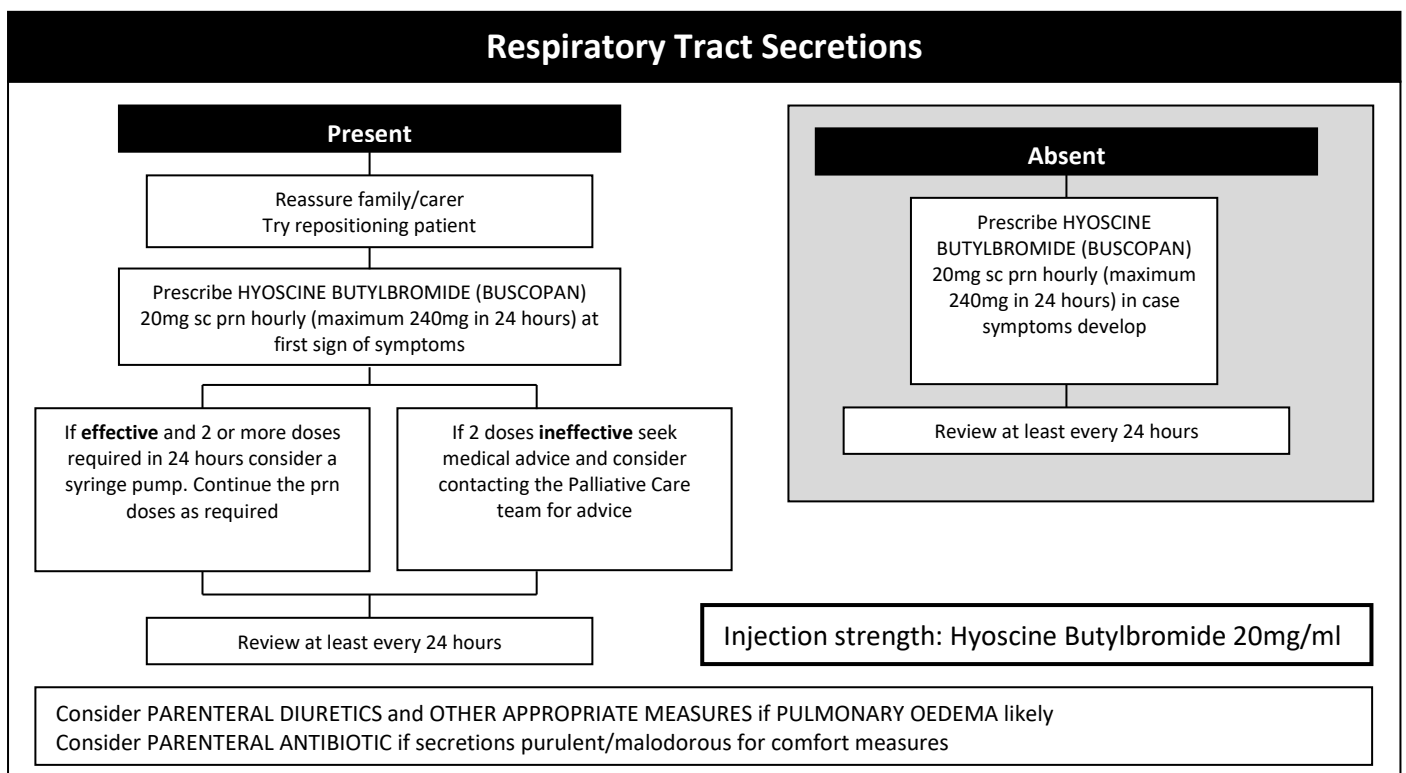 Respiratory Tract Secretions
Present
Reassure family/carer
Try repositioning patient
Prescribe HYOSCINE BUTYLBROMIDE (BUSCOPAN)
20mg sc prn hourly (maximum 240mg in 24 hours) at
first sign of symptoms
If effective and 2 or more doses
required in 24 hours consider a
syringe pump. Continue the prn
doses as required
If 2 doses ineffective seek
medical advice and consider
contacting the Palliative Care
team for advice
Review at least every 24 hours
Absent
Prescribe HYOSCINE
BUTYLBROMIDE (BUSCOPAN)
20mg sc prn hourly (maximum
240mg in 24 hours) in case
symptoms develop
Review at least every 24 hours
Injection strength: Hyoscine Butylbromide 20mg/ml
Consider PARENTERAL DIURETICS and OTHER APPROPRIATE MEASURES if PULMONARY OEDEMA likely
Consider PARENTERAL ANTIBIOTIC if secretions purulent/malodorous for comfort measures